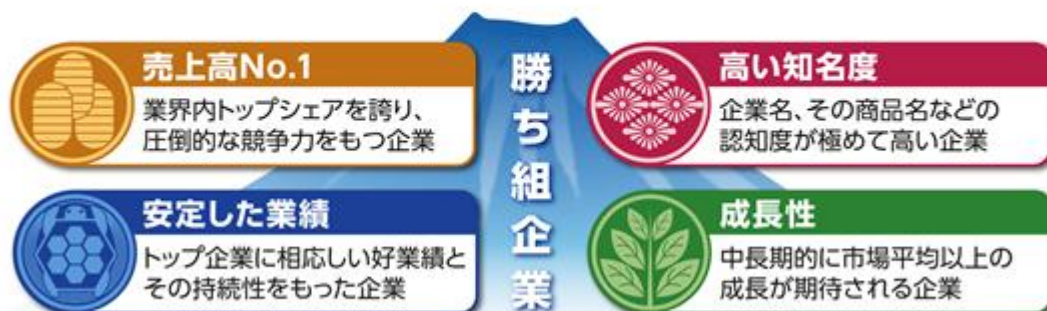 売上高No.1
業界内トップシェアを誇り、
圧倒的な競争力をもつ企業
勝ち組企業
高い知名度
企業名、その商品名などの
認知度が極めて高い企業
安定した業績
トップ企業に相応しい好業績と
その持続性をもった企業
成長性
中長期的に市場平均以上の
成長が期待される企業